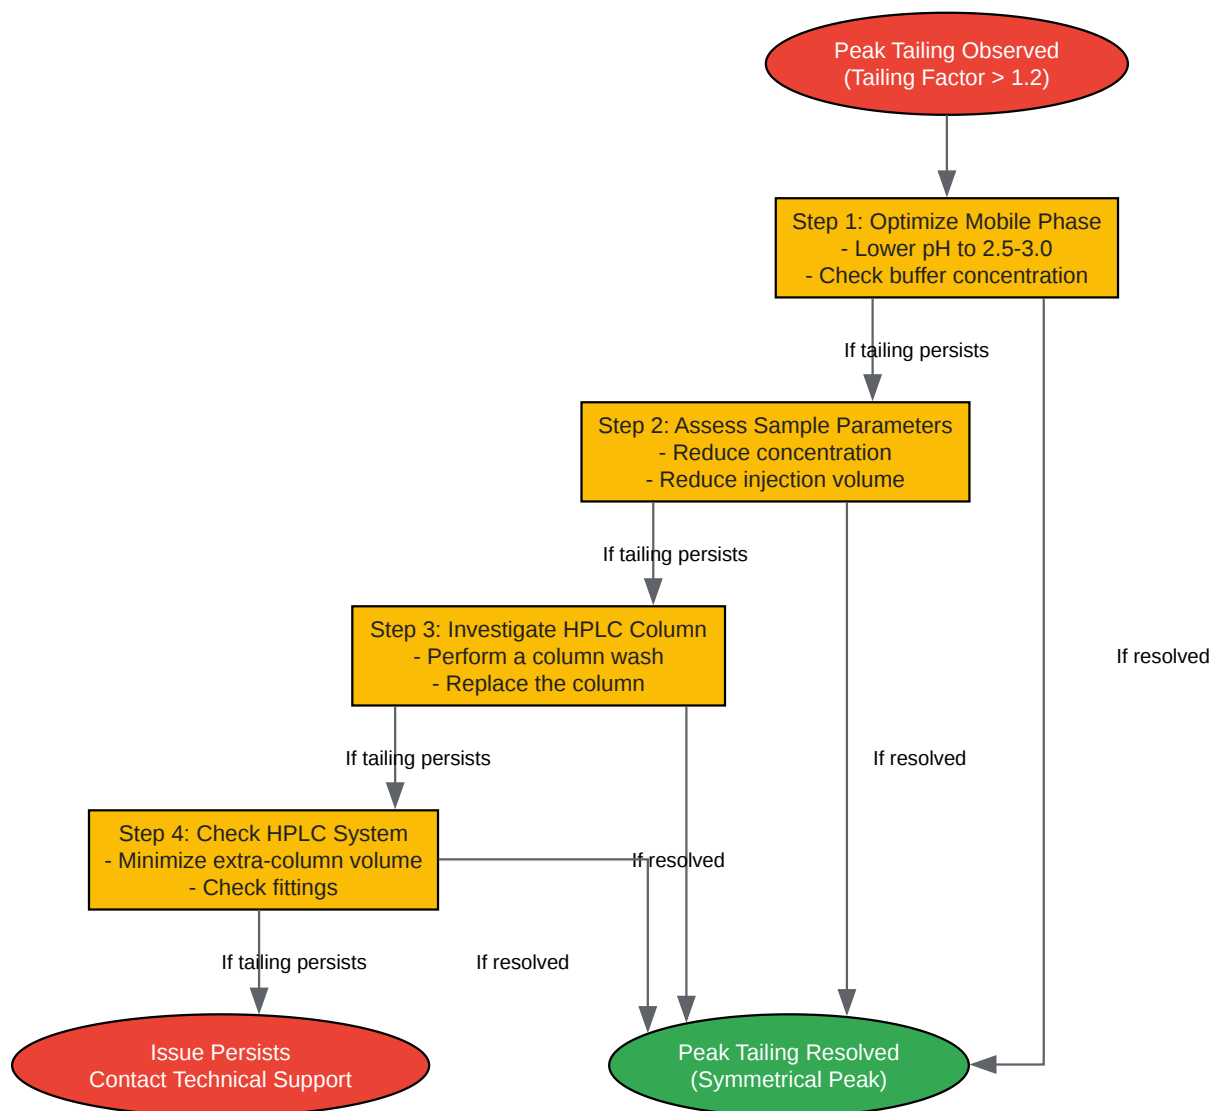 Peak Tailing Observed
(Tailing Factor > 1.2)
Step 1: Optimize Mobile Phase
- Lower pH to 2.5-3.0
- Check buffer concentration
If tailing persists
Step 2: Assess Sample Parameters
- Reduce concentration
- Reduce injection volume
If tailing persists
Step 3: Investigate HPLC Column
- Perform a column wash
- Replace the column
If resolved
If tailing persists
If resolved
Step 4: Check HPLC System
- Minimize extra-column volume
- Check fittings
If resolved
If tailing persists
If resolved
Issue Persists
Contact Technical Support
Peak Tailing Resolved
(Symmetrical Peak)